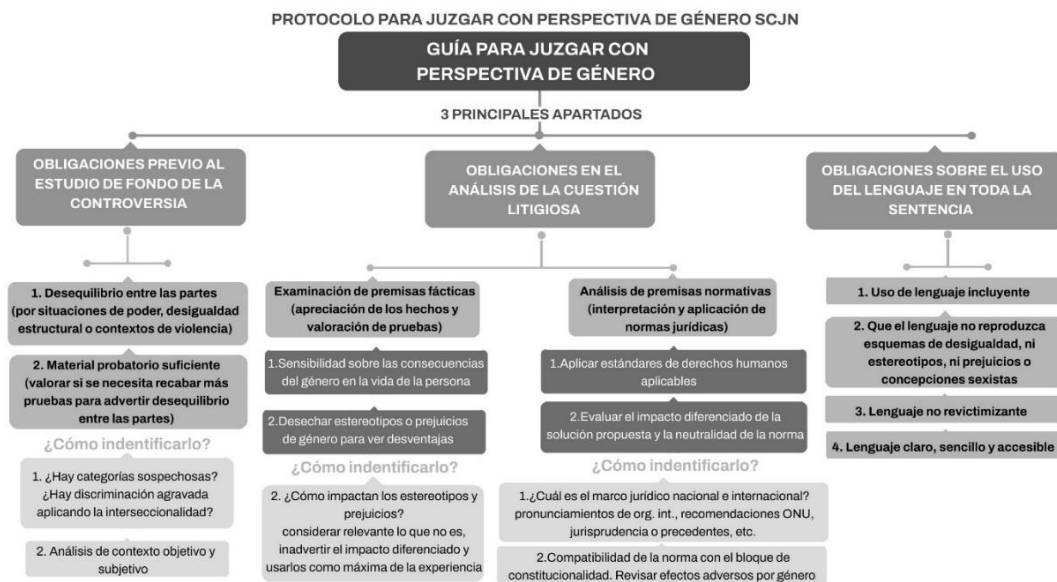 PROTOCOLO PARA JUZGAR CON PERSPECTIVA DE GÉNERO SCJN
GUÍA PARA JUZGAR CON
PERSPECTIVA DE GÉNERO
3 PRINCIPALES APARTADOS
OBLIGACIONES PREVIO AL
ESTUDIO DE FONDO DE LA
CONTROVERSIA
1. Desequilibrio entre las partes
(por situaciones de poder, desigualdad
estructural o contextos de violencia)
2. Material probatorio suficiente
(valorar si se necesita recabar más
pruebas para advertir desequilibrio
entre las partes)
¿Cómo indentificarlo?
1. ¿Hay categorías sospechosas?
¿Hay discriminación agravada
aplicando la interseccionalidad?
2. Análisis de contexto objetivo y
subjetivo
OBLIGACIONES EN EL
ANÁLISIS DE LA CUESTIÓN
LITIGIOSA
Examinación de premisas fácticas
(apreciación de los hechos y
valoración de pruebas)
1.Sensibilidad sobre las consecuencias
del género en la vida de la persona
2.Desechar estereotipos o prejuicios
de género para ver desventajas
¿Cómo indentificarlo?
2. ¿Cómo impactan los estereotipos y
prejuicios?
considerar relevante lo que no es,
inadvertir el impacto diferenciado y
usarlos como máxima de la experiencia
Análisis de premisas normativas
(interpretación y aplicación de
normas jurídicas)
1.Aplicar estándares de derechos humanos
aplicables
2.Evaluar el impacto diferenciado de la
solución propuesta y la neutralidad de la norma
¿Cómo indentificarlo?
1.¿Cuál es el marco jurídico nacional e internacional?
pronunciamientos de org. int., recomendaciones ONU,
jurisprudencia o precedentes, etc.
2.Compatibilidad de la norma con el bloque de
constitucionalidad. Revisar efectos adversos por género
OBLIGACIONES SOBRE EL USO
DEL LENGUAJE EN TODA LA
SENTENCIA
1. Uso de lenguaje incluyente
2. Que el lenguaje no reproduzca
esquemas de desigualdad, ni
estereotipos, ni prejuicios o
concepciones sexistas
3. Lenguaje no revictimizante
4. Lenguaje claro, sencillo y accesible